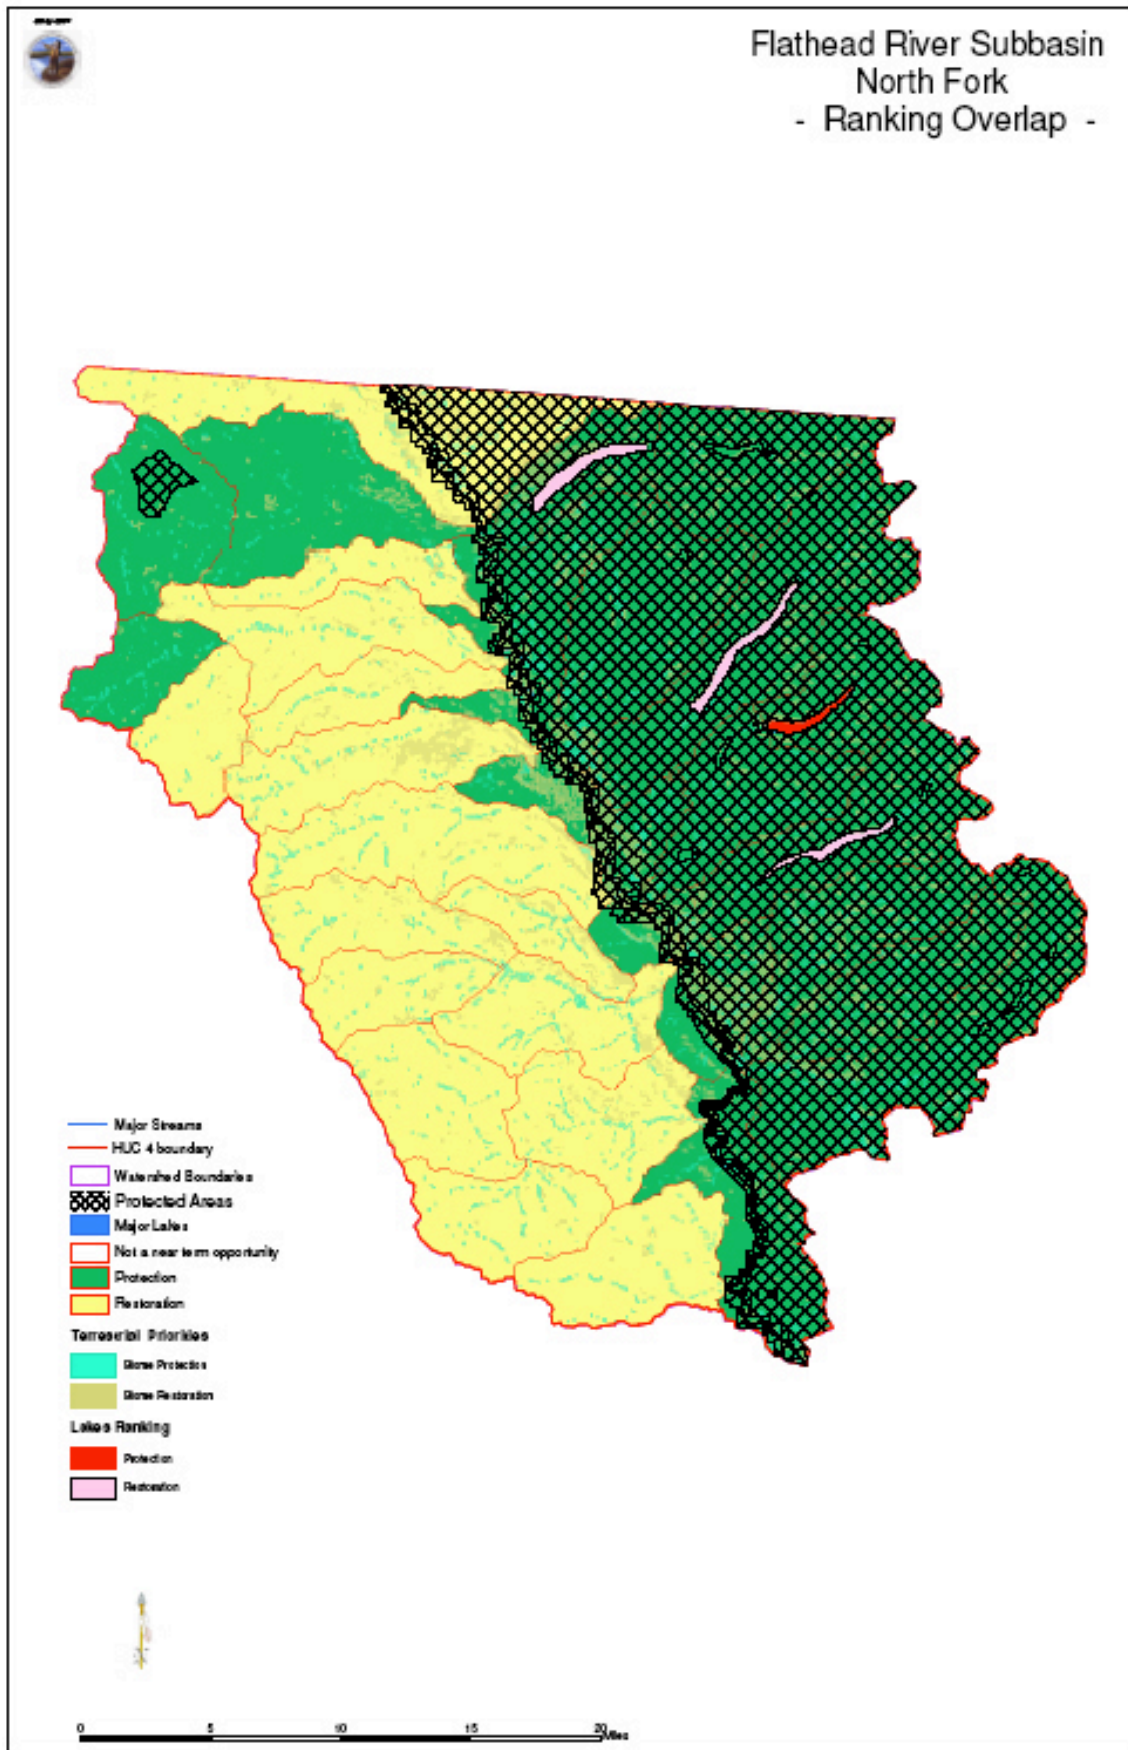 Flathead River Subbasin
North Fork
- Ranking Overlap -
Major Streams
HUC 4 boundary
Watershed Boundaries
Protected Areas
Major Lakes
Not a near term opportunity
Protection
Restoration
Terrestrial Priorities
Biome Protection
Biome Restoration
Lakes Ranking
Protection
Restoration
0 5 10 15 20
Miles